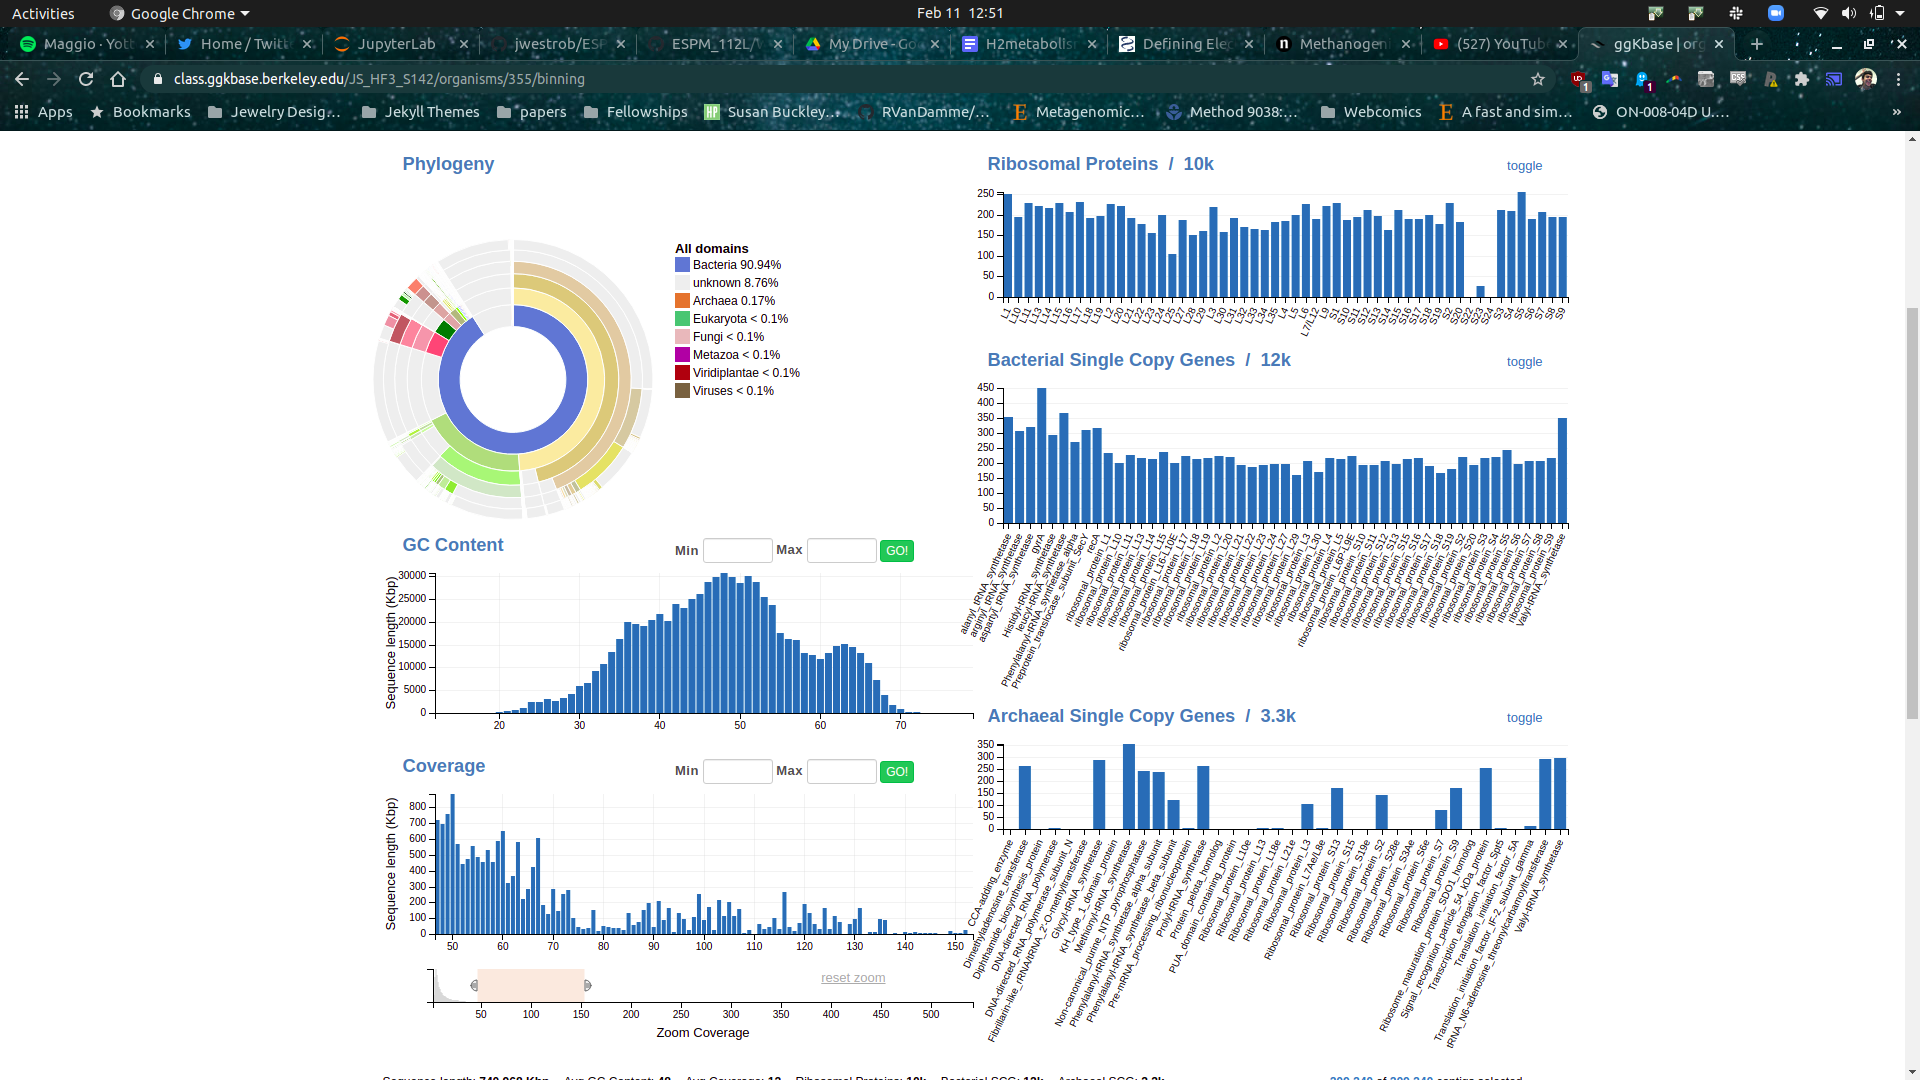 Activities
Google Chrome
Feb 11 12:51
Maggio · Yott
Home / Twitt
JupyterLab
jwestrob/ESP
ESPM_112L/
My Drive - Go
H2metabolis
Defining Ele
Methanogen
(527) YouTub
ggKbase | org
class.ggkbase.berkeley.edu/JS_HF3_S142/organisms/355/binning
Apps
Bookmarks
Jewelry Desig…
Jekyll Themes
papers
Fellowships
Susan Buckley,…
RVanDamme/…
Metagenomic…
Method 9038:…
Webcomics
A fast and sim…
ON-008-04D U.…
»
Phylogeny
All domains
Bacteria 90.94%
unknown 8.76%
Archaea 0.17%
Eukaryota < 0.1%
Fungi < 0.1%
Metazoa < 0.1%
Viridiplantae < 0.1%
Viruses < 0.1%
GC Content
Min
Max
GO!
Sequence length (Kbp)
30000
25000
20000
15000
10000
5000
0
20 30 40 50 60 70
Coverage
Min
Max
GO!
Sequence length (Kbp)
800
700
600
500
400
300
200
100
0
50 60 70 80 90 100 110 120 130 140 150
reset zoom
50 100 150 200 250 300 350 400 450 500
Zoom Coverage
Ribosomal Proteins / 10k
toggle
250
200
150
100
50
0
L1 L10 L11 L13 L14 L15 L16 L17 L18 L19 L2 L20 L21 L22 L23 L24 L25 L27 L28 L29 L3 L30 L31 L32 L33 L34 L35 L4 L5 L6 L7/L12 L9 S1 S10 S11 S12 S13 S14 S15 S16 S17 S18 S19 S2 S20 S22 S23 S24 S3 S4 S5 S6 S7 S8 S9
Bacterial Single Copy Genes / 12k
toggle
450
400
350
300
250
200
150
100
50
0
alanyl_tRNA_synthetase
arginyl_tRNA_synthetase
aspartyl_tRNA_synthetase
gyrA
Histidyl-tRNA_synthetase
leucyl-tRNA_synthetase
Phenylalanyl-tRNA_synthetase_alpha
Preprotein_translocase_subunit_SecY
recA
ribosomal_protein_L1
ribosomal_protein_L10
ribosomal_protein_L11
ribosomal_protein_L13
ribosomal_protein_L14
ribosomal_protein_L15
ribosomal_protein_L16-L10E
ribosomal_protein_L17
ribosomal_protein_L18
ribosomal_protein_L19
ribosomal_protein_L2
ribosomal_protein_L20
ribosomal_protein_L21
ribosomal_protein_L22
ribosomal_protein_L23
ribosomal_protein_L24
ribosomal_protein_L27
ribosomal_protein_L29
ribosomal_protein_L3
ribosomal_protein_L30
ribosomal_protein_L4
ribosomal_protein_L5
ribosomal_protein_L6P-L9E
ribosomal_protein_S10
ribosomal_protein_S11
ribosomal_protein_S12
ribosomal_protein_S13
ribosomal_protein_S15
ribosomal_protein_S16
ribosomal_protein_S17
ribosomal_protein_S18
ribosomal_protein_S19
ribosomal_protein_S2
ribosomal_protein_S20
ribosomal_protein_S3
ribosomal_protein_S4
ribosomal_protein_S5
ribosomal_protein_S6
ribosomal_protein_S7
ribosomal_protein_S8
ribosomal_protein_S9
Valyl-tRNA_synthetase
Archaeal Single Copy Genes / 3.3k
toggle
350
300
250
200
150
100
50
0
CCA-adding_enzyme
Dimethyladenosine_transferase
Diphthamide_biosynthesis_protein
DNA-directed_RNA_polymerase
DNA-directed_RNA_polymerase_subunit_N
Fibrillarin-like_rRNA/tRNA_2'-O-methyltransferase
Glycyl-tRNA_synthetase
KH_type_1_domain_protein
Methionyl-tRNA_synthetase
Non-canonical_purine_NTP_pyrophosphatase
Phenylalanyl-tRNA_synthetase_alpha_subunit
Phenylalanyl-tRNA_synthetase_beta_subunit
Pre-mRNA_processing_ribonucleoprotein
Prolyl-tRNA_synthetase
Protein_pelota_homolog
PUA_domain_containing_protein
Ribosomal_protein_L10e
Ribosomal_protein_L13
Ribosomal_protein_L18e
Ribosomal_protein_L21e
Ribosomal_protein_L3
Ribosomal_protein_L7Ae/L8e
Ribosomal_protein_S13
Ribosomal_protein_S15
Ribosomal_protein_S19e
Ribosomal_protein_S2
Ribosomal_protein_S28e
Ribosomal_protein_S3Ae
Ribosomal_protein_S6e
Ribosomal_protein_S7
Ribosomal_protein_S9
Ribosome_maturation_protein_SDO1_homolog
Signal_recognition_particle_54_kDa_protein
Transcription_elongation_factor_Spt5
Translation_initiation_factor_5A
Translation_initiation_factor_IF-2_subunit_gamma
tRNA_N6-adenosine_threonylcarbamoyltransferase
Valyl-tRNA_synthetase